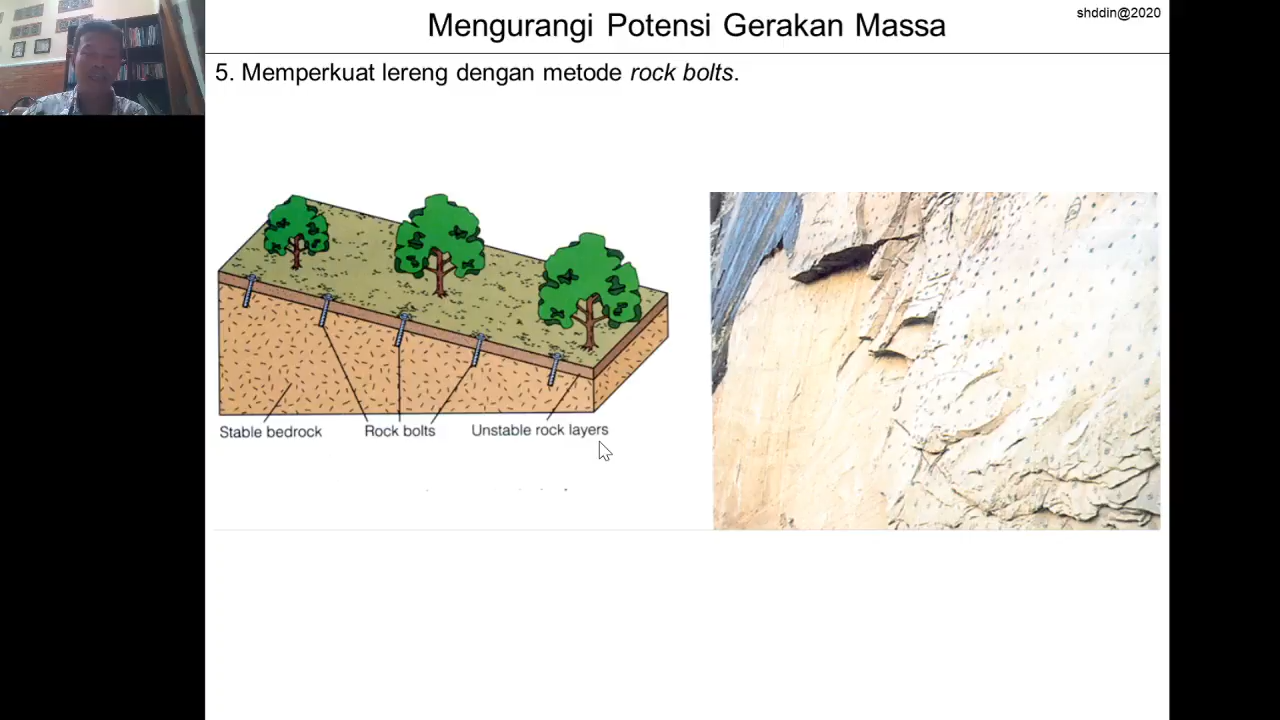 Mengurangi Potensi Gerakan Massa
shddin@2020
5. Memperkuat lereng dengan metode rock bolts.
Stable bedrock
Rock bolts
Unstable rock layers